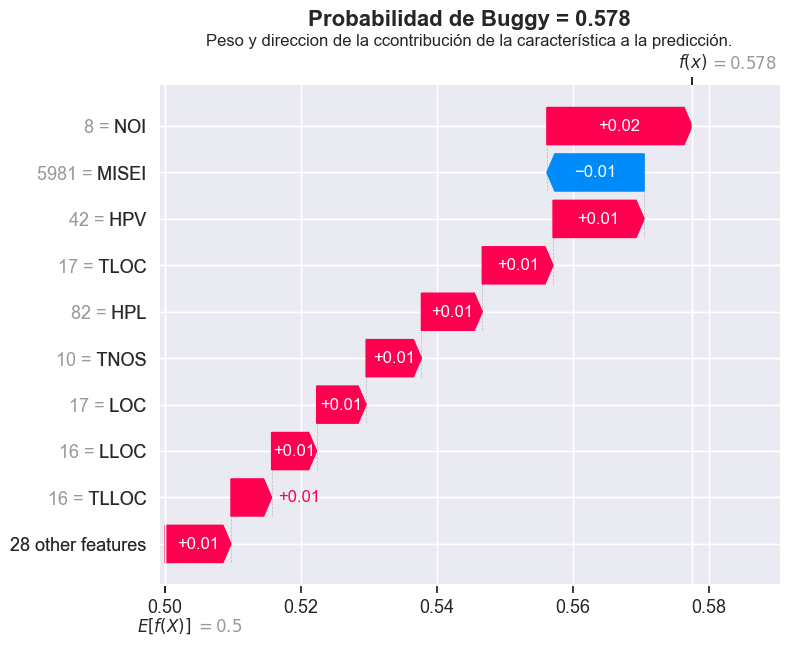 Probabilidad de Buggy = 0.578
Peso y direccion de la ccontribución de la característica a la predicción.
f(x) = 0.578
8 = NOI +0.02
5981 = MISEI −0.01
42 = HPV +0.01
17 = TLOC +0.01
82 = HPL +0.01
10 = TNOS +0.01
17 = LOC +0.01
16 = LLOC +0.01
16 = TLLOC +0.01
28 other features +0.01
0.50 0.52 0.54 0.56 0.58
E[f(X)] = 0.5